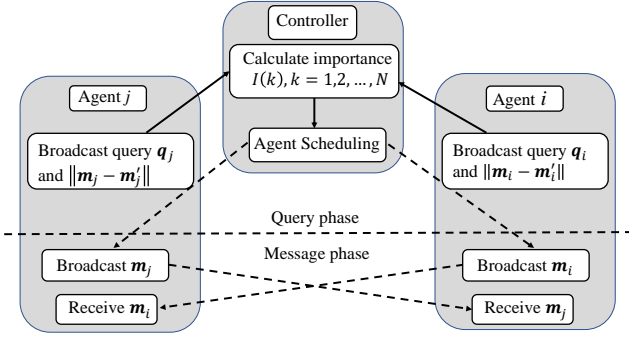 Controller
Calculate importance
I(k), k = 1,2, …, N
Agent Scheduling
Agent j
Broadcast query q_j
and ‖m_j − m′_j‖
Agent i
Broadcast query q_i
and ‖m_i − m′_i‖
Query phase
Message phase
Broadcast m_j
Receive m_i
Broadcast m_i
Receive m_j